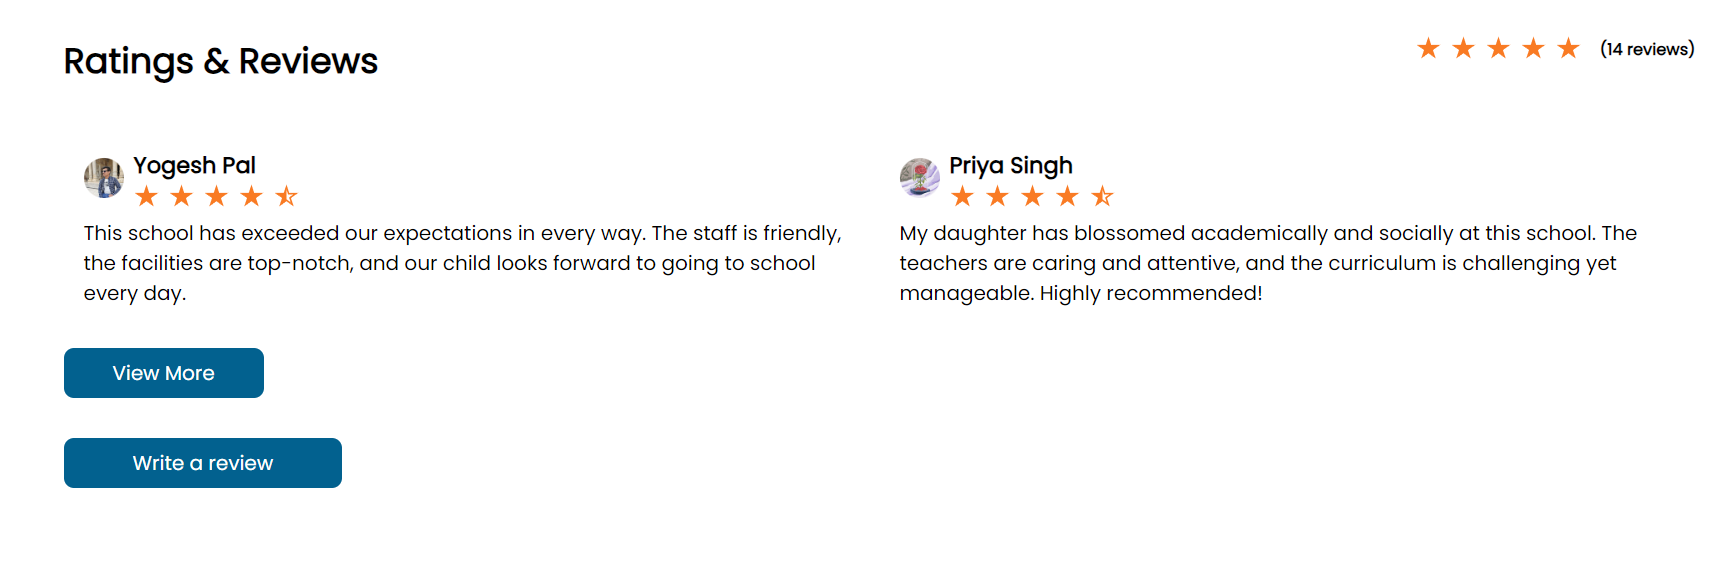 Ratings & Reviews
(14 reviews)
Yogesh Pal
This school has exceeded our expectations in every way. The staff is friendly,
the facilities are top-notch, and our child looks forward to going to school
every day.
Priya Singh
My daughter has blossomed academically and socially at this school. The
teachers are caring and attentive, and the curriculum is challenging yet
manageable. Highly recommended!
View More
Write a review